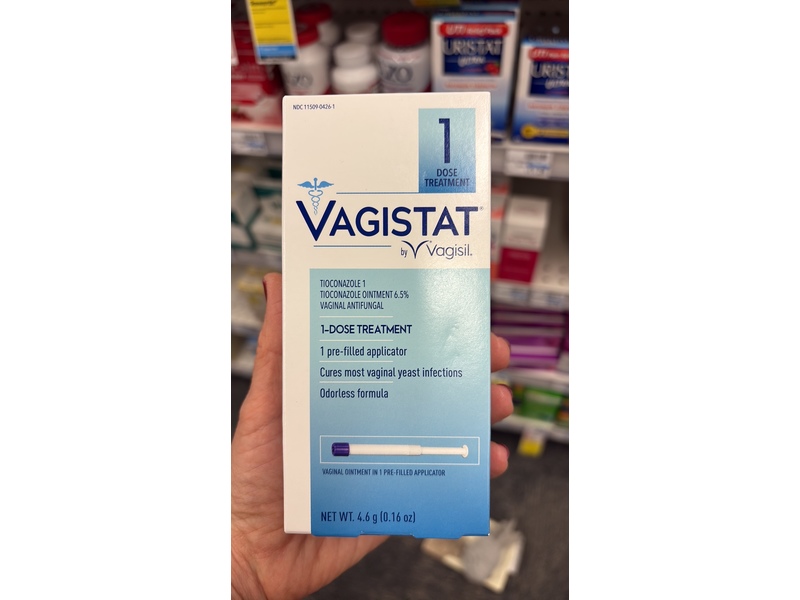 NDC 11509-0426-1
1
DOSE
TREATMENT
VAGISTAT®
by Vagisil®
TIOCONAZOLE 1
TIOCONAZOLE OINTMENT 6.5%
VAGINAL ANTIFUNGAL
1-DOSE TREATMENT
1 pre-filled applicator
Cures most vaginal yeast infections
Odorless formula
VAGINAL OINTMENT IN 1 PRE-FILLED APPLICATOR
NET WT. 4.6 g (0.16 oz)
URISTAT
ULTRA